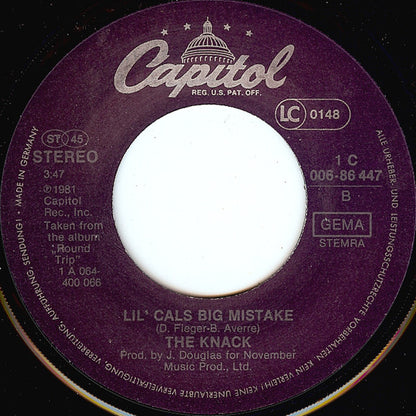 Capitol
REG. U.S. PAT. OFF.
LC 0148
ST 45
STEREO
3:47
℗1981
Capitol
Rec., Inc.
Taken from
the album
"Round
Trip"
1 A 064-
400 066
1 C
006-86 447
B
GEMA
STEMRA
LIL' CALS BIG MISTAKE
(D. Fieger-B. Averre)
THE KNACK
Prod. by J. Douglas for November
Music Prod., Ltd.
ALLE URHEBER- UND LEISTUNGSSCHUTZRECHTE VORBEHALTEN KEIN VERLEIH! KEINE UNERLAUBTE VERVIELFÄLTIGUNG, VERMIETUNG, AUFFÜHRUNG, SENDUNG! • MADE IN GERMANY